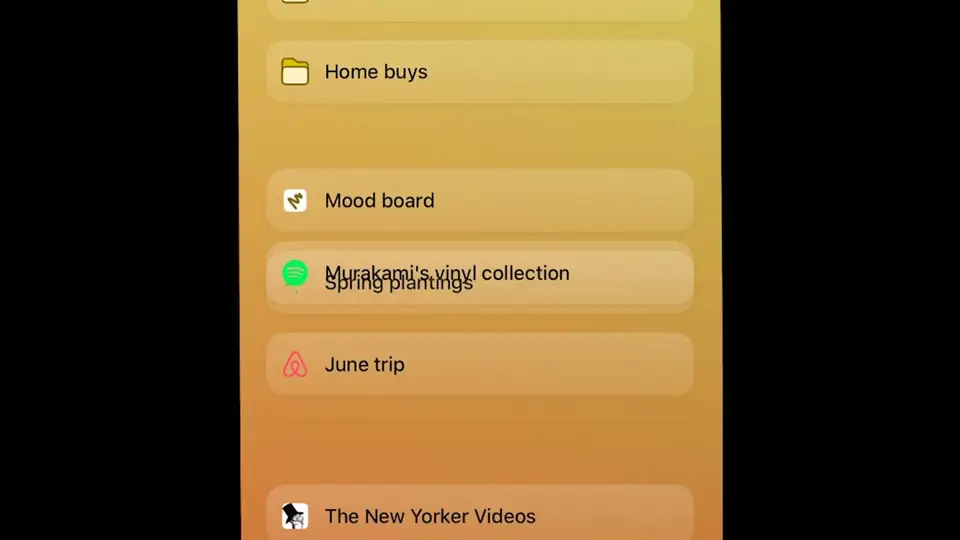 Home buys
Mood board
Murakami's vinyl collection
Spring plantings
June trip
The New Yorker Videos